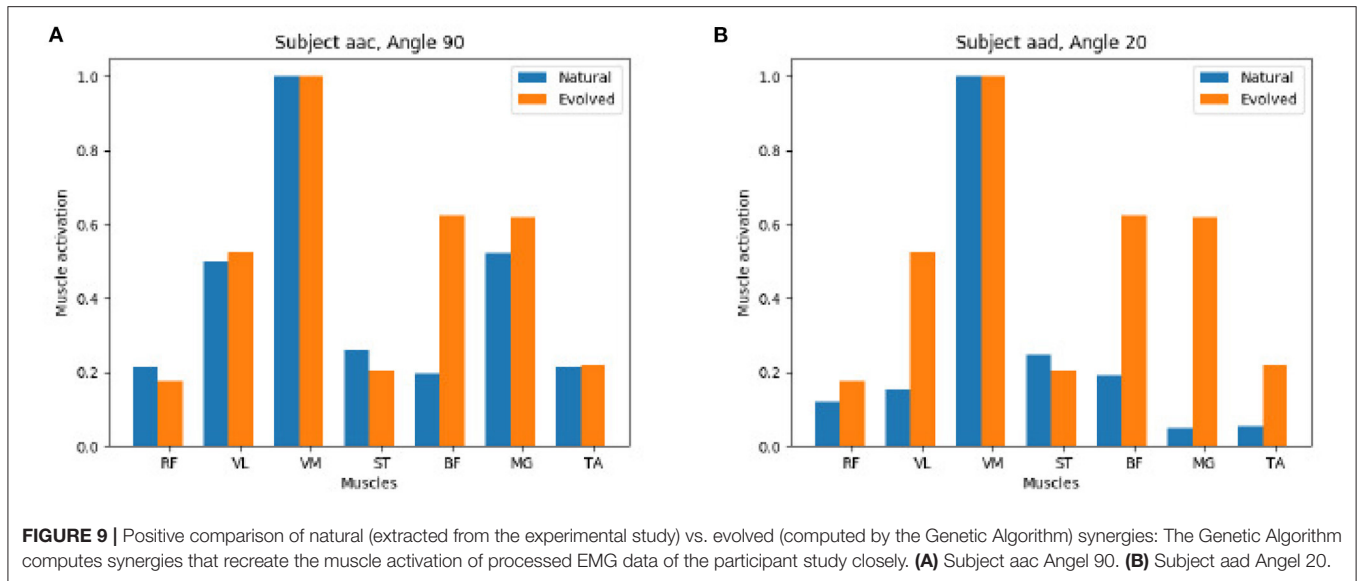 A
Subject aac, Angle 90
1.0
0.8
0.6
0.4
0.2
0.0
Muscle activation
Natural
Evolved
RF VL VM ST BF MG TA
Muscles
B
Subject aad, Angle 20
1.0
0.8
0.6
0.4
0.2
0.0
Muscle activation
Natural
Evolved
RF VL VM ST BF MG TA
Muscles
FIGURE 9 | Positive comparison of natural (extracted from the experimental study) vs. evolved (computed by the Genetic Algorithm) synergies: The Genetic Algorithm
computes synergies that recreate the muscle activation of processed EMG data of the participant study closely. (A) Subject aac Angel 90. (B) Subject aad Angel 20.